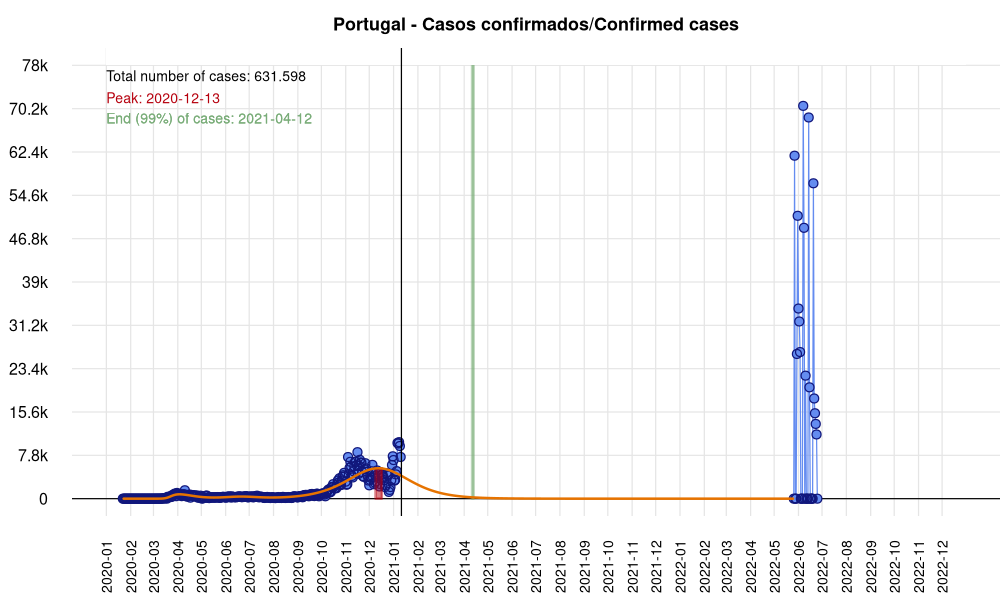 Portugal - Casos confirmados/Confirmed cases
78k
Total number of cases: 631.598
Peak: 2020-12-13
70.2k
End (99%) of cases: 2021-04-12
62.4k
54.6k
46.8k
39k
31.2k
23.4k
15.6k
7.8k
0
2020-01
2020-02
2020-03
2020-04
2020-05
2020-06
2020-07
2020-08
2020-09
2020-10
2020-11
2020-12
2021-01
2021-02
2021-03
2021-04
2021-05
2021-06
2021-07
2021-08
2021-09
2021-10
2021-11
2021-12
2022-01
2022-02
2022-03
2022-04
2022-05
2022-06
2022-07
2022-08
2022-09
2022-10
2022-11
2022-12